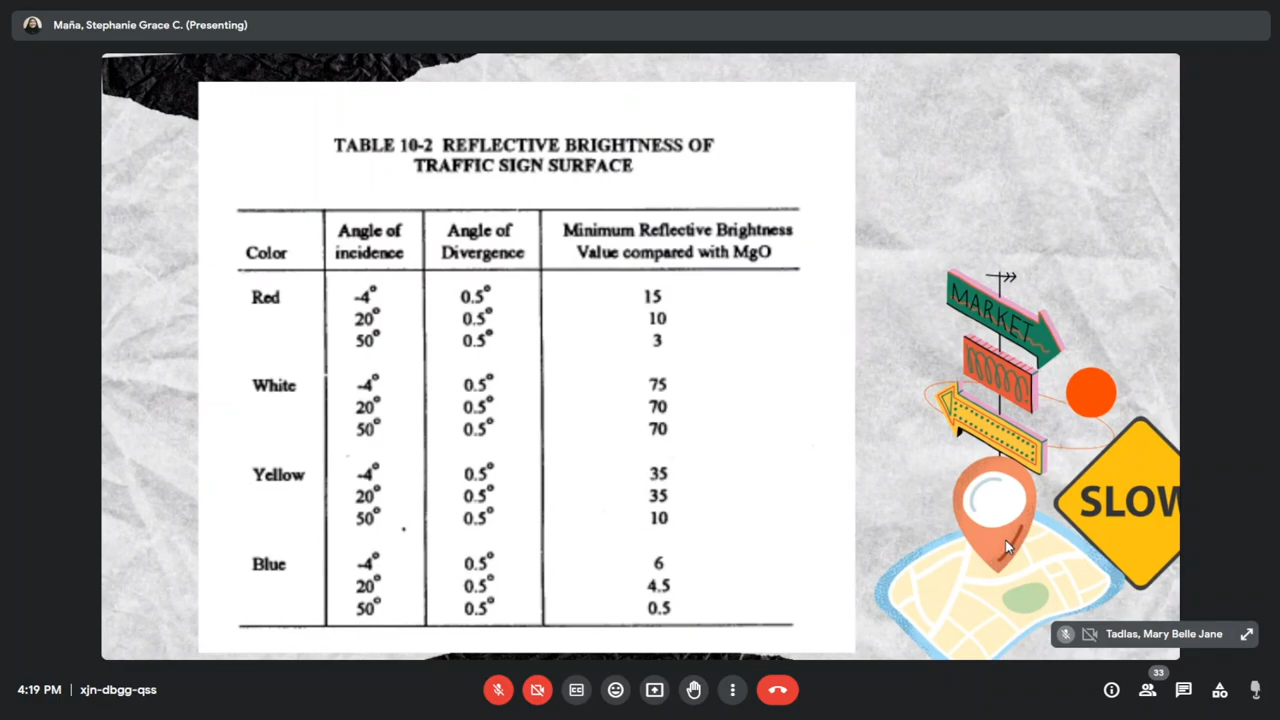 Maña, Stephanie Grace C. (Presenting)
TABLE 10-2 REFLECTIVE BRIGHTNESS OF
TRAFFIC SIGN SURFACE
Color
Angle of
incidence
Angle of
Divergence
Minimum Reflective Brightness
Value compared with MgO
Red -4° 0.5° 15
20° 0.5° 10
50° 0.5° 3
White -4° 0.5° 75
20° 0.5° 70
50° 0.5° 70
Yellow -4° 0.5° 35
20° 0.5° 35
50° 0.5° 10
Blue -4° 0.5° 6
20° 0.5° 4.5
50° 0.5° 0.5
MARKET
SLOW
Tadlas, Mary Belle Jane
4:19 PM | xjn-dbgg-qss
CC
33